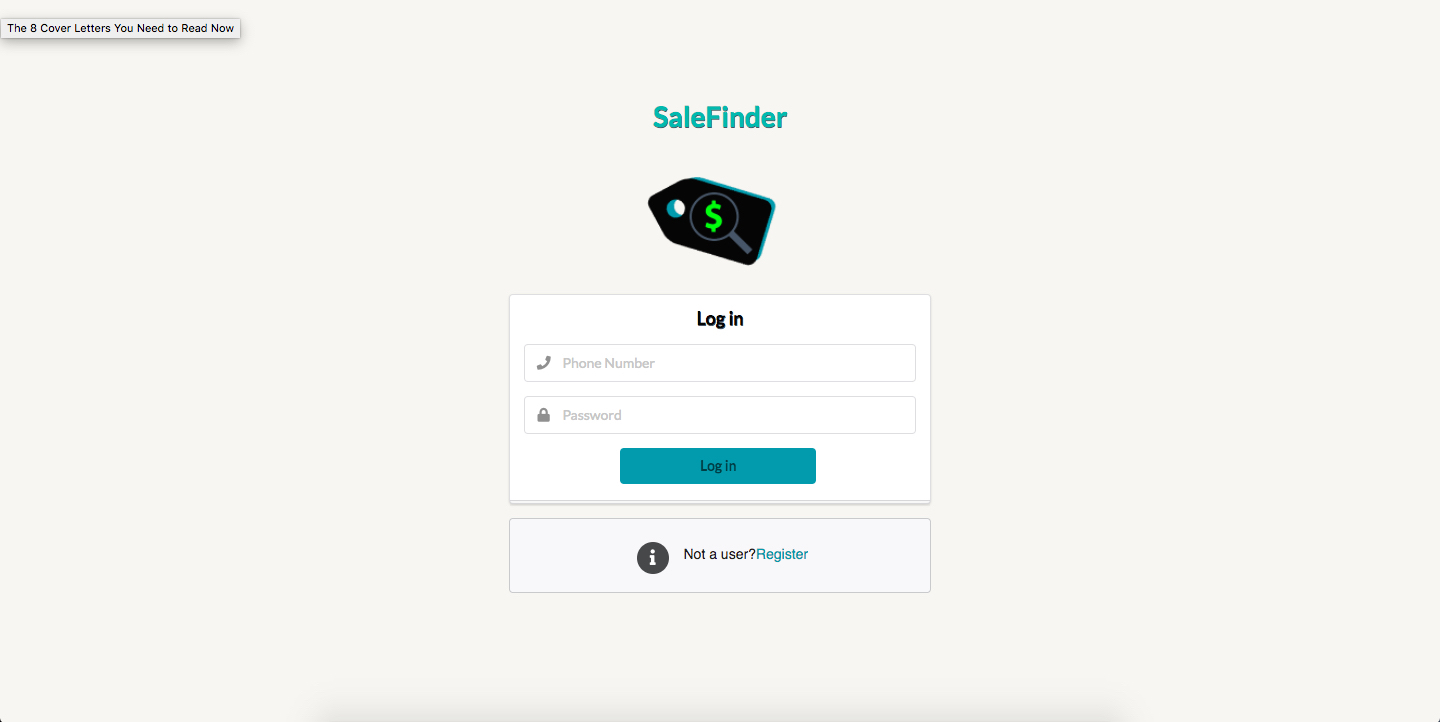 The 8 Cover Letters You Need to Read Now
SaleFinder
$
Log in
Phone Number
Password
Log in
Not a user?Register